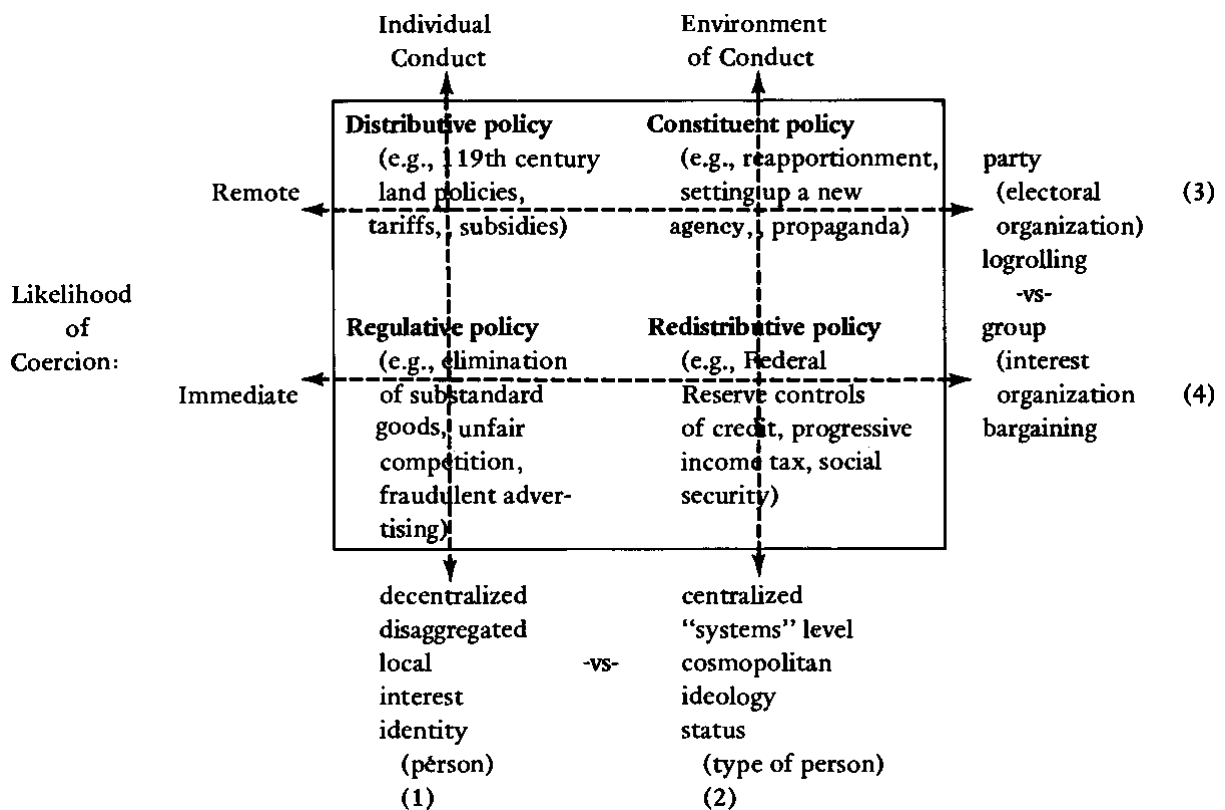 Individual
Conduct
Environment
of Conduct
Distributive policy
(e.g., 119th century
land policies,
tariffs, , subsidies)
Constituent policy
(e.g., reapportionment,
setting up a new
agency, , propaganda)
Remote
party
(electoral
organization)
logrolling
-vs-
group
(interest
organization
bargaining
(3)
(4)
Likelihood
of
Coercion:
Immediate
Regulative policy
(e.g., elimination
of substandard
goods, unfair
competition,
fraudulent adver-
tising)
Redistributive policy
(e.g., Federal
Reserve controls
of credit, progressive
income tax, social
security)
decentralized
disaggregated
local
interest
identity
(person)
(1)
-vs-
centralized
“systems” level
cosmopolitan
ideology
status
(type of person)
(2)